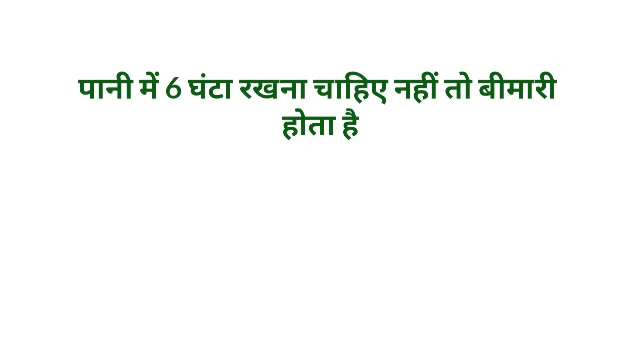 पानी में 6 घंटा रखना चाहिए नहीं तो बीमारी
होता है